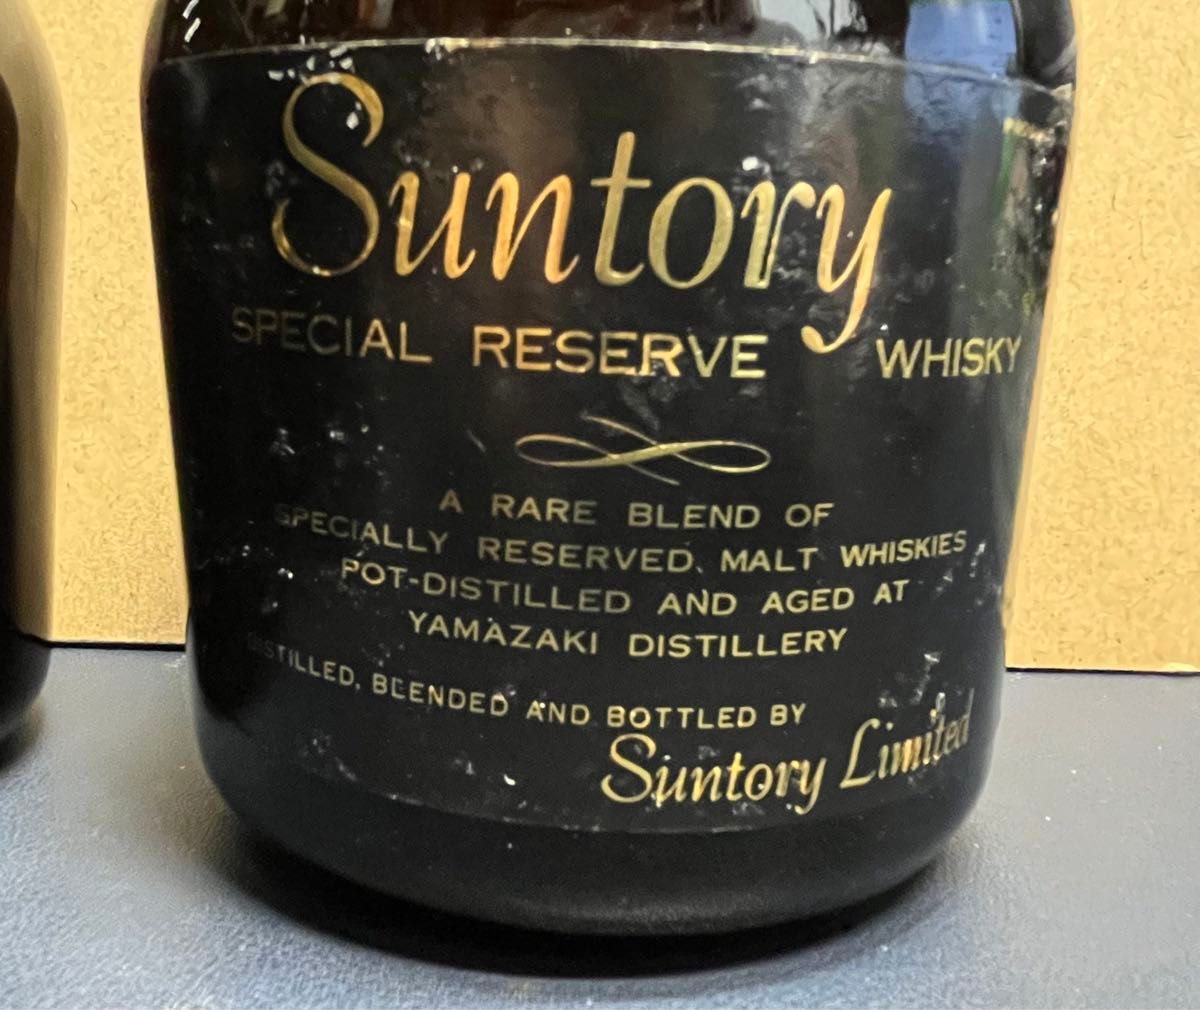 Suntory
SPECIAL RESERVE WHISKY
A RARE BLEND OF
SPECIALLY RESERVED, MALT WHISKIES
POT-DISTILLED AND AGED AT
YAMAZAKI DISTILLERY
DISTILLED, BLENDED AND BOTTLED BY
Suntory Limited